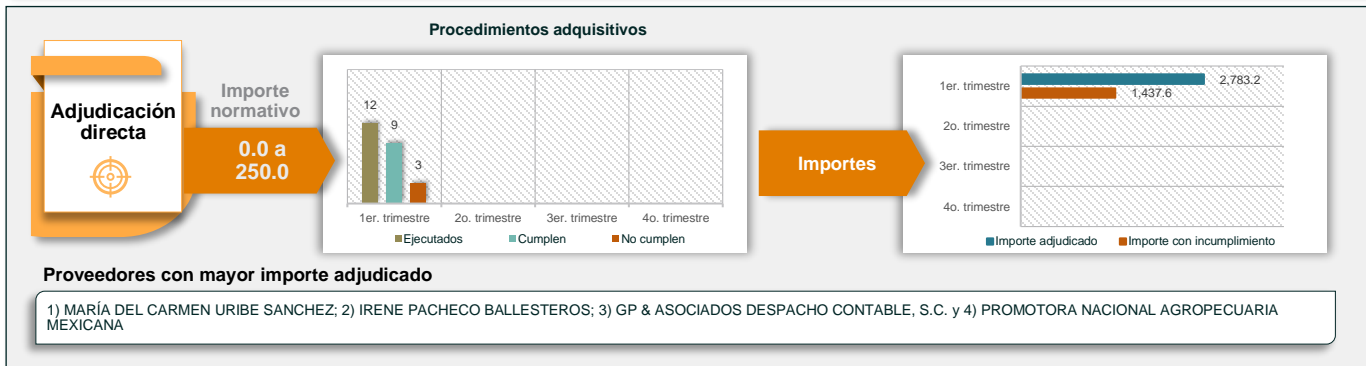 Procedimientos adquisitivos
Adjudicación
directa
Importe
normativo
0.0 a
250.0
12
9
3
1er. trimestre
2o. trimestre
3er. trimestre
4o. trimestre
Ejecutados
Cumplen
No cumplen
Importes
1er. trimestre
2,783.2
1,437.6
2o. trimestre
3er. trimestre
4o. trimestre
Importe adjudicado
Importe con incumplimiento
Proveedores con mayor importe adjudicado
1) MARÍA DEL CARMEN URIBE SANCHEZ; 2) IRENE PACHECO BALLESTEROS; 3) GP & ASOCIADOS DESPACHO CONTABLE, S.C. y 4) PROMOTORA NACIONAL AGROPECUARIA
MEXICANA